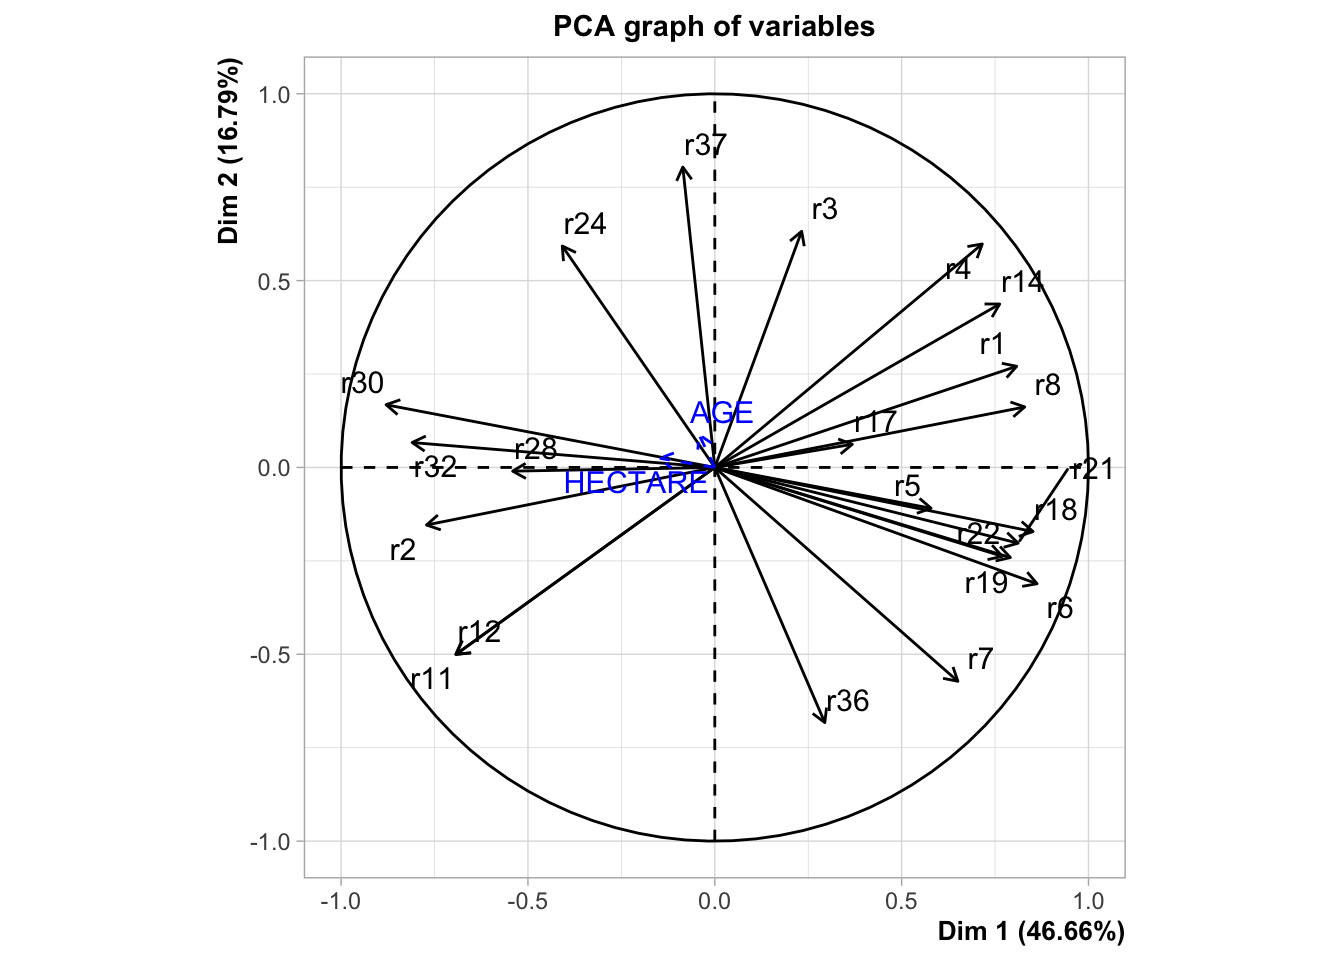 PCA graph of variables
Dim 2 (16.79%)
1.0
0.5
0.0
-0.5
-1.0
r37
r3
r24
r4
r14
r1
r30
r8
AGE
r17
r28
r32
r21
HECTARE
r5
r18
r22
r2
r19
r6
r12
r7
r11
r36
-1.0 -0.5 0.0 0.5 1.0
Dim 1 (46.66%)